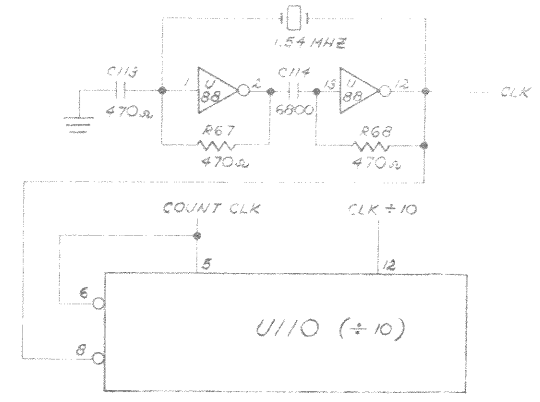 1.54 MHZ
C113
470Ω
1
U
88
2
C114
6800
13
U
88
12
CLK
R67
470Ω
R68
470Ω
COUNT CLK
CLK ÷10
5
12
6
8
U110 (÷10)